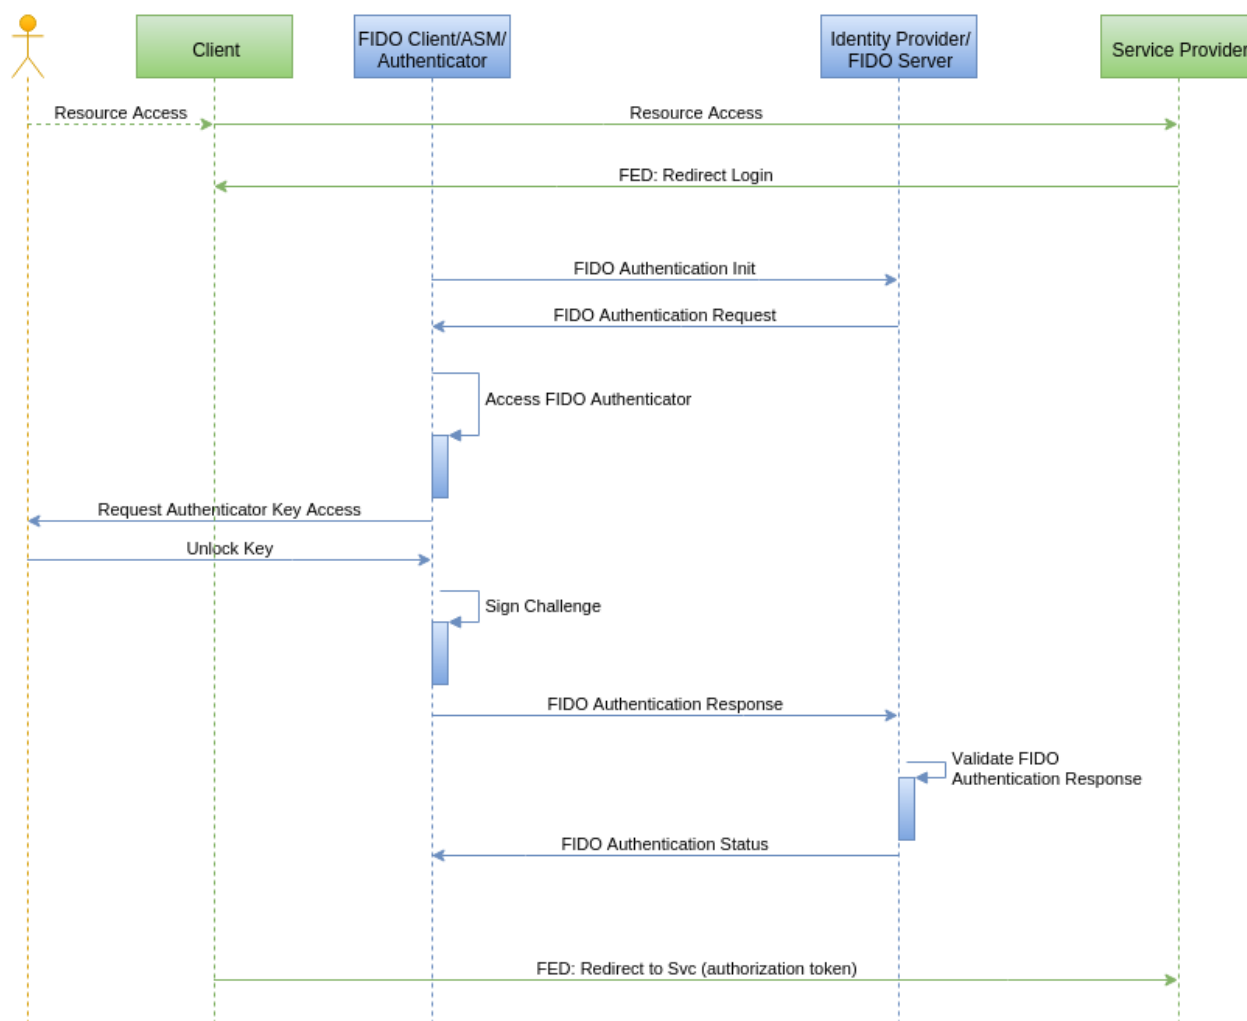 Client
FIDO Client/ASM/
Authenticator
Identity Provider/
FIDO Server
Service Provider
Resource Access
Resource Access
FED: Redirect Login
FIDO Authentication Init
FIDO Authentication Request
Access FIDO Authenticator
Request Authenticator Key Access
Unlock Key
Sign Challenge
FIDO Authentication Response
Validate FIDO
Authentication Response
FIDO Authentication Status
FED: Redirect to Svc (authorization token)